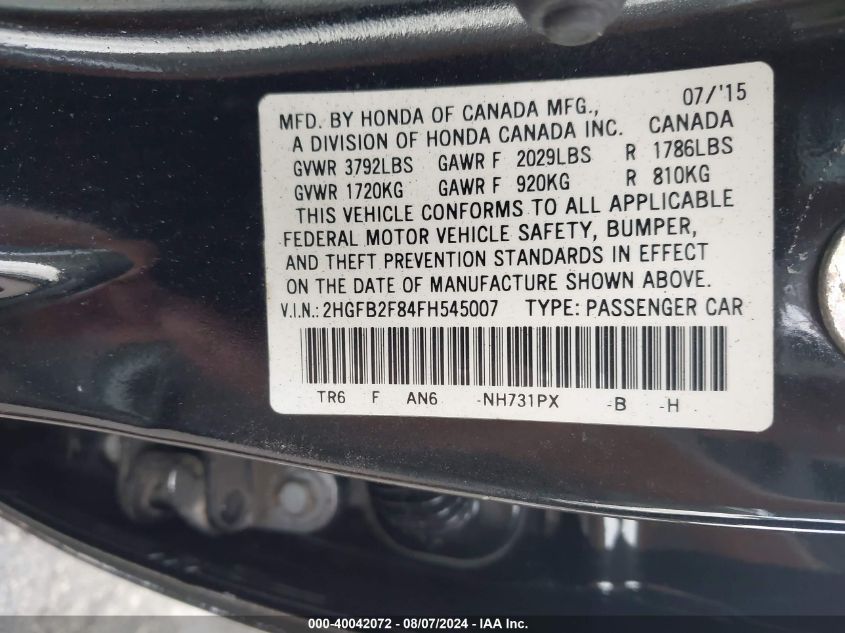 MFD. BY HONDA OF CANADA MFG., 07/'15
A DIVISION OF HONDA CANADA INC. CANADA
GVWR 3792LBS GAWR F 2029LBS R 1786LBS
GVWR 1720KG GAWR F 920KG R 810KG
THIS VEHICLE CONFORMS TO ALL APPLICABLE
FEDERAL MOTOR VEHICLE SAFETY, BUMPER,
AND THEFT PREVENTION STANDARDS IN EFFECT
ON THE DATE OF MANUFACTURE SHOWN ABOVE.
V.I.N.: 2HGFB2F84FH545007 TYPE: PASSENGER CAR
TR6 F AN6 -NH731PX -B -H
000-40042072 - 08/07/2024 - IAA Inc.